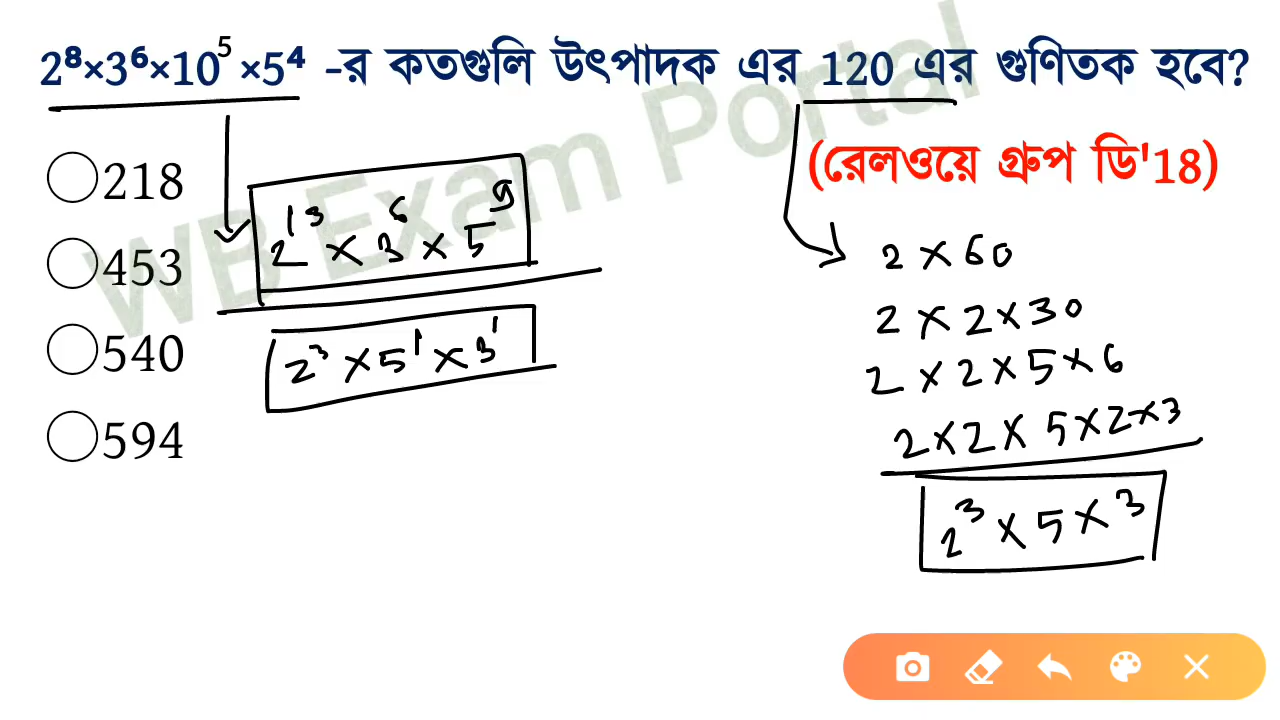 2⁸×3⁶×10⁵×5⁴ -র কতগুলি উৎপাদক এর 120 এর গুণিতক হবে?
(রেলওয়ে গ্রুপ ডি'18)
218
453
540
594
2¹³ × 3⁶ × 5⁹
2³ × 5¹ × 3¹
2 × 60
2 × 2 × 30
2 × 2 × 5 × 6
2 × 2 × 5 × 2 × 3
2³ × 5 × 3
WB Exam Portal